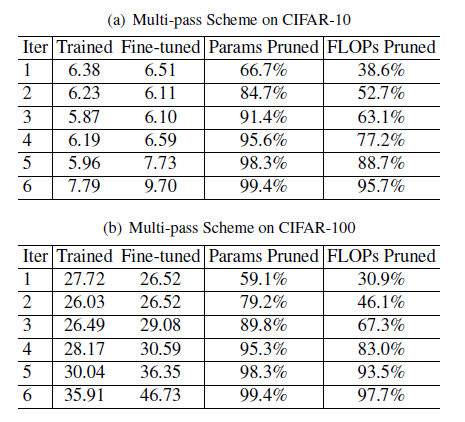 (a) Multi-pass Scheme on CIFAR-10
Iter Trained Fine-tuned Params Pruned FLOPs Pruned
1 6.38 6.51 66.7% 38.6%
2 6.23 6.11 84.7% 52.7%
3 5.87 6.10 91.4% 63.1%
4 6.19 6.59 95.6% 77.2%
5 5.96 7.73 98.3% 88.7%
6 7.79 9.70 99.4% 95.7%
(b) Multi-pass Scheme on CIFAR-100
Iter Trained Fine-tuned Params Pruned FLOPs Pruned
1 27.72 26.52 59.1% 30.9%
2 26.03 26.52 79.2% 46.1%
3 26.49 29.08 89.8% 67.3%
4 28.17 30.59 95.3% 83.0%
5 30.04 36.35 98.3% 93.5%
6 35.91 46.73 99.4% 97.7%